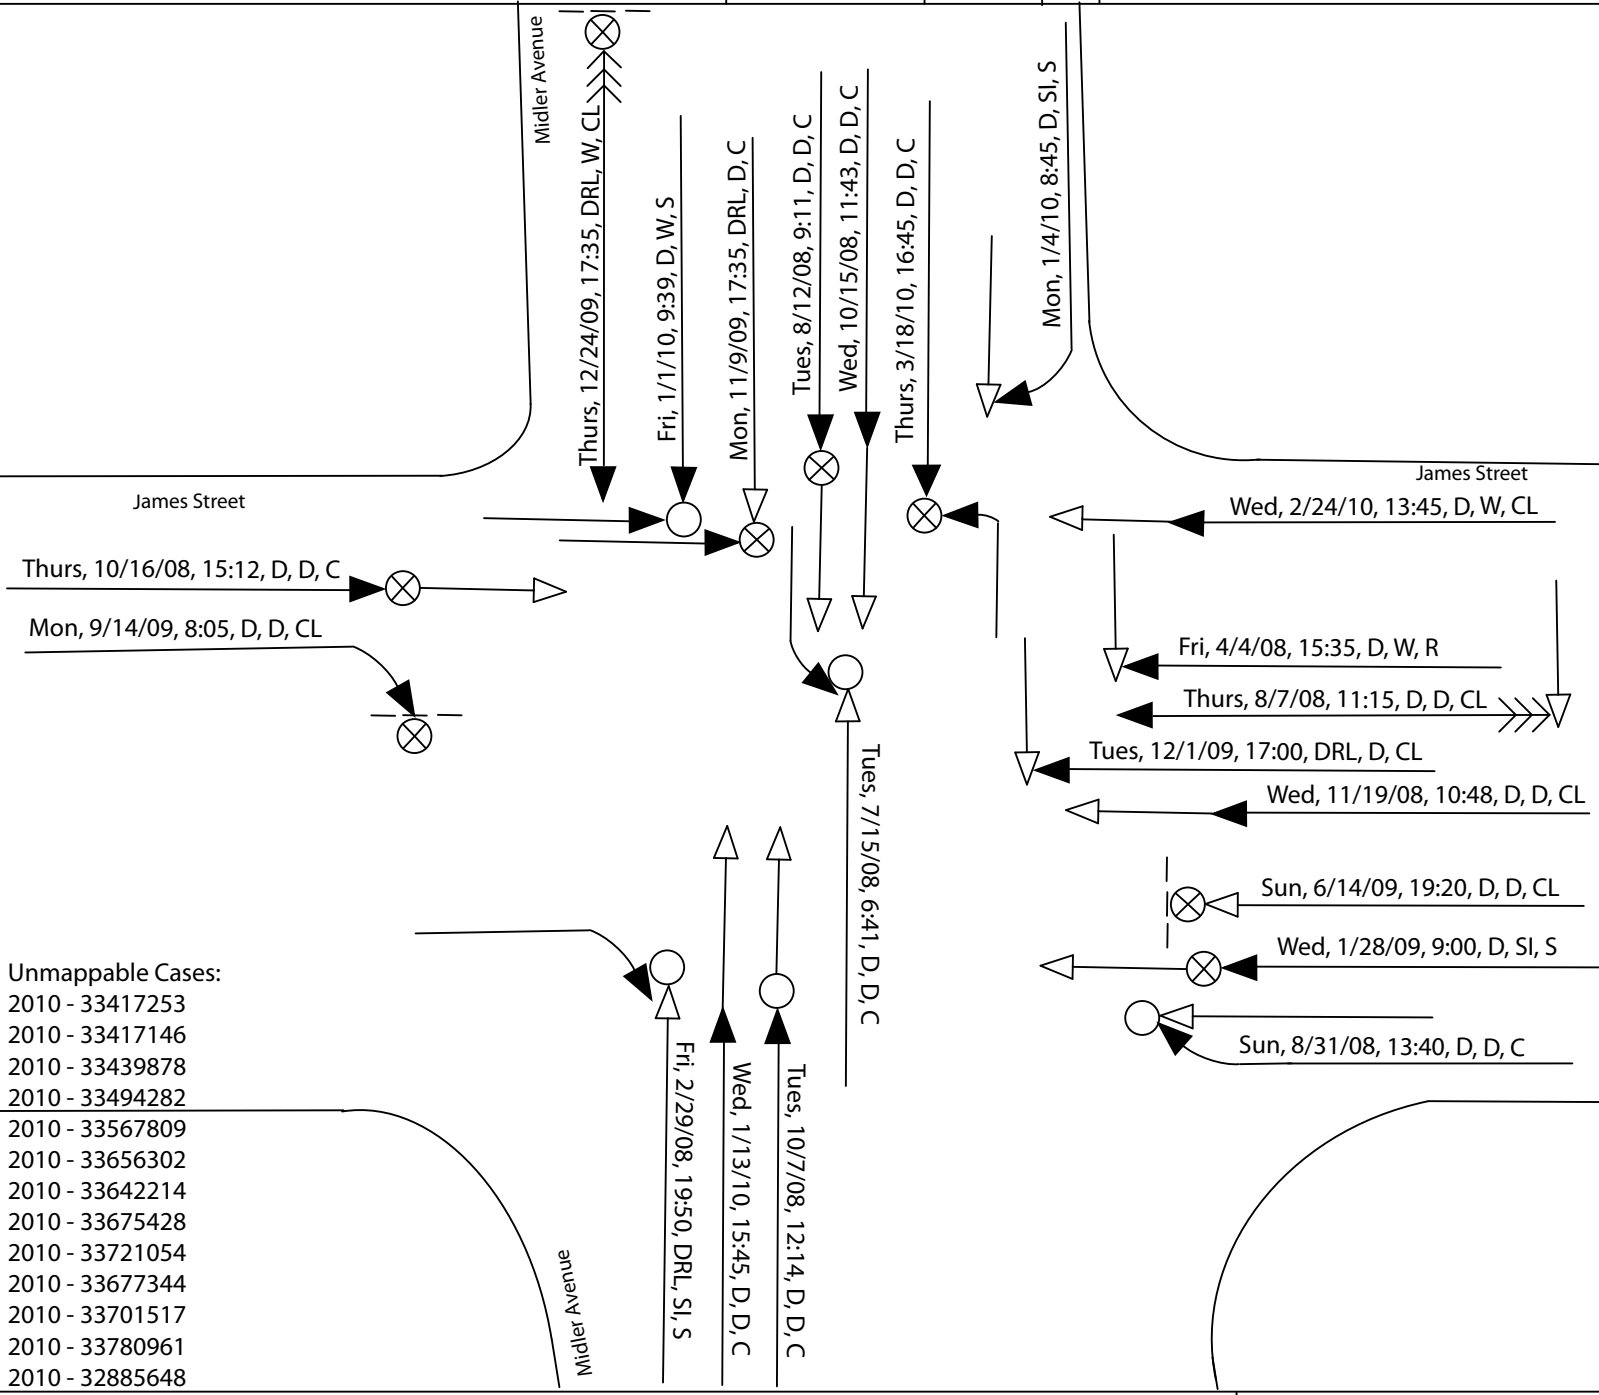 Midler Avenue
Thurs, 12/24/09, 17:35, DRL, W, CL
Fri, 1/1/10, 9:39, D, W, S
Mon, 11/9/09, 17:35, DRL, D, C
Tues, 8/12/08, 9:11, D, D, C
Wed, 10/15/08, 11:43, D, D, C
Thurs, 3/18/10, 16:45, D, D, C
Mon, 1/4/10, 8:45, D, SI, S
James Street
James Street
Wed, 2/24/10, 13:45, D, W, CL
Thurs, 10/16/08, 15:12, D, D, C
Mon, 9/14/09, 8:05, D, D, CL
Fri, 4/4/08, 15:35, D, W, R
Thurs, 8/7/08, 11:15, D, D, CL
Tues, 12/1/09, 17:00, DRL, D, CL
Wed, 11/19/08, 10:48, D, D, CL
Tues, 7/15/08, 6:41, D, D, C
Sun, 6/14/09, 19:20, D, D, CL
Wed, 1/28/09, 9:00, D, SI, S
Sun, 8/31/08, 13:40, D, D, C
Fri, 2/29/08, 19:50, DRL, SI, S
Wed, 1/13/10, 15:45, D, D, C
Tues, 10/7/08, 12:14, D, D, C
Unmappable Cases:
2010 - 33417253
2010 - 33417146
2010 - 33439878
2010 - 33494282
2010 - 33567809
2010 - 33656302
2010 - 33642214
2010 - 33675428
2010 - 33721054
2010 - 33677344
2010 - 33701517
2010 - 33780961
2010 - 32885648
Midler Avenue